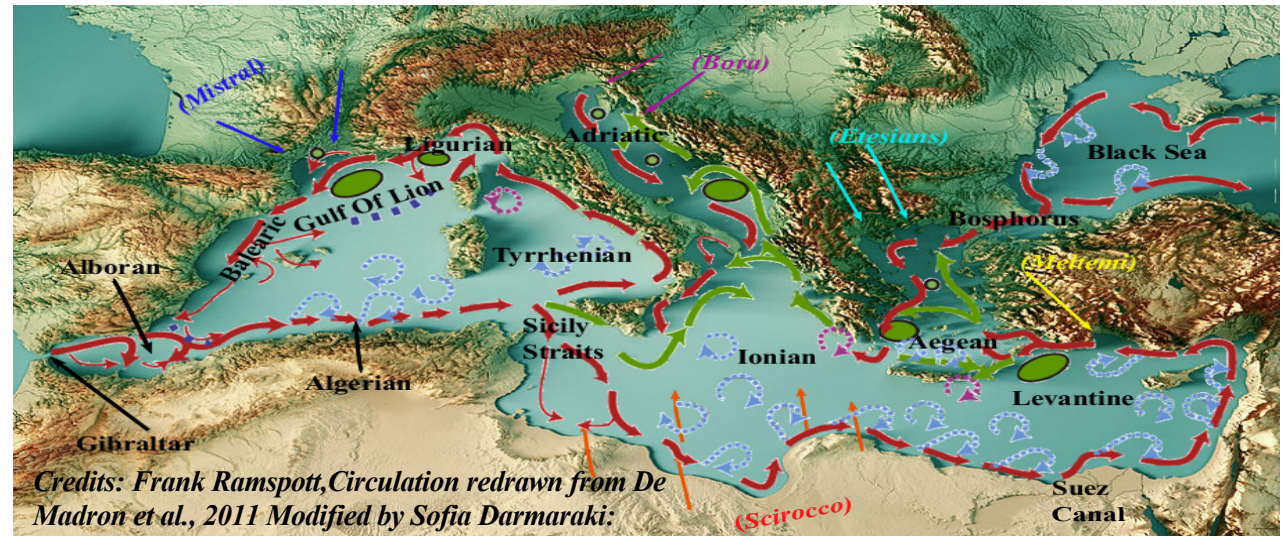 (Mistral)
(Bora)
Ligurian
Adriatic
(Etesians)
Black Sea
Gulf Of Lion
Balearic
Bosphorus
Alboran
Tyrrhenian
(Meltemi)
Sicily
Straits
Ionian
Aegean
Algerian
Levantine
Gibraltar
Credits: Frank Ramspott,Circulation redrawn from De
Madron et al., 2011 Modified by Sofia Darmaraki:
(Scirocco)
Suez
Canal